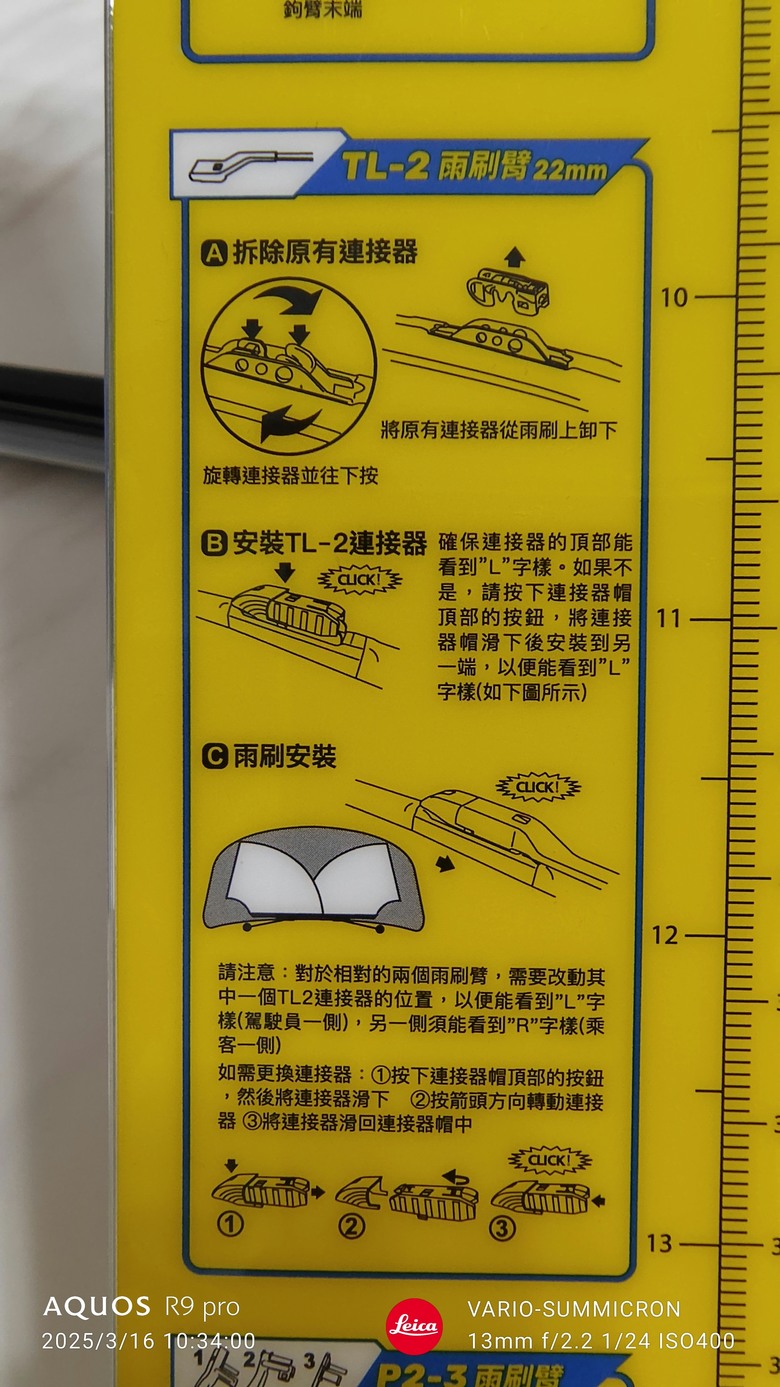 鉤臂末端
TL-2 雨刷臂 22mm
A 拆除原有連接器
將原有連接器從雨刷上卸下
旋轉連接器並往下按
B 安裝TL-2連接器
CLICK!
確保連接器的頂部能
看到”L”字樣。如果不
是，請按下連接器帽
頂部的按鈕，將連接
器帽滑下後安裝到另
一端，以便能看到”L”
字樣(如下圖所示)
C 雨刷安裝
CLICK!
請注意：對於相對的兩個雨刷臂，需要改動其
中一個TL2連接器的位置，以便能看到”L”字
樣(駕駛員一側)，另一側須能看到”R”字樣(乘
客一側)
如需更換連接器：①按下連接器帽頂部的按鈕
，然後將連接器滑下 ②按箭頭方向轉動連接
器 ③將連接器滑回連接器帽中
CLICK!
① ② ③
10
11
12
13
1 2 3
P2-3 雨刷臂
AQUOS R9 pro
2025/3/16 10:34:00
Leica
VARIO-SUMMICRON
13mm f/2.2 1/24 ISO400